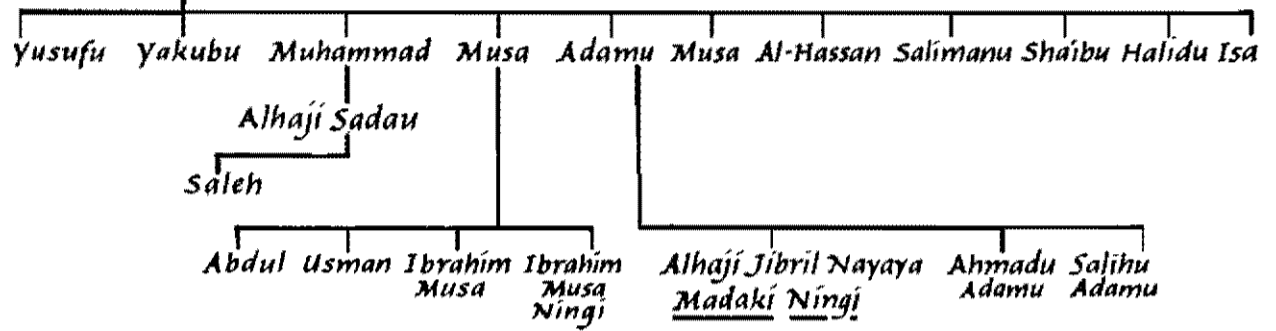 Yusufu Yakubu Muhammad Musa Adamu Musa Al-Hassan Salimanu Shaibu Halidu Isa
Alhaji Sadau
Saleh
Abdul Usman Ibrahim Musa Ibrahim Musa Ningi Alhaji Jibril Nayaya Madaki Ningi Ahmadu Adamu Salihu Adamu